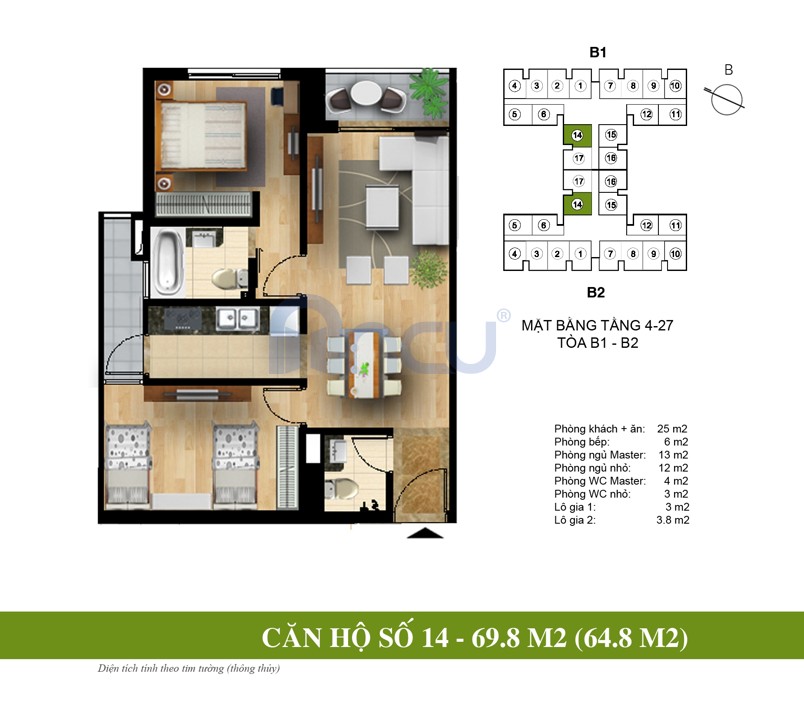 B1
B
4 3 2 1 7 8 9 10
5 6 12 11
14 15
17 16
17 16
14 15
5 6 12 11
4 3 2 1 7 8 9 10
B2
ancu®
MẶT BẰNG TẦNG 4-27
TÒA B1 - B2
Phòng khách + ăn: 25 m2
Phòng bếp: 6 m2
Phòng ngủ Master: 13 m2
Phòng ngủ nhỏ: 12 m2
Phòng WC Master: 4 m2
Phòng WC nhỏ: 3 m2
Lô gia 1: 3 m2
Lô gia 2: 3.8 m2
CĂN HỘ SỐ 14 - 69.8 M2 (64.8 M2)
Diện tích tính theo tim tường (thông thủy)